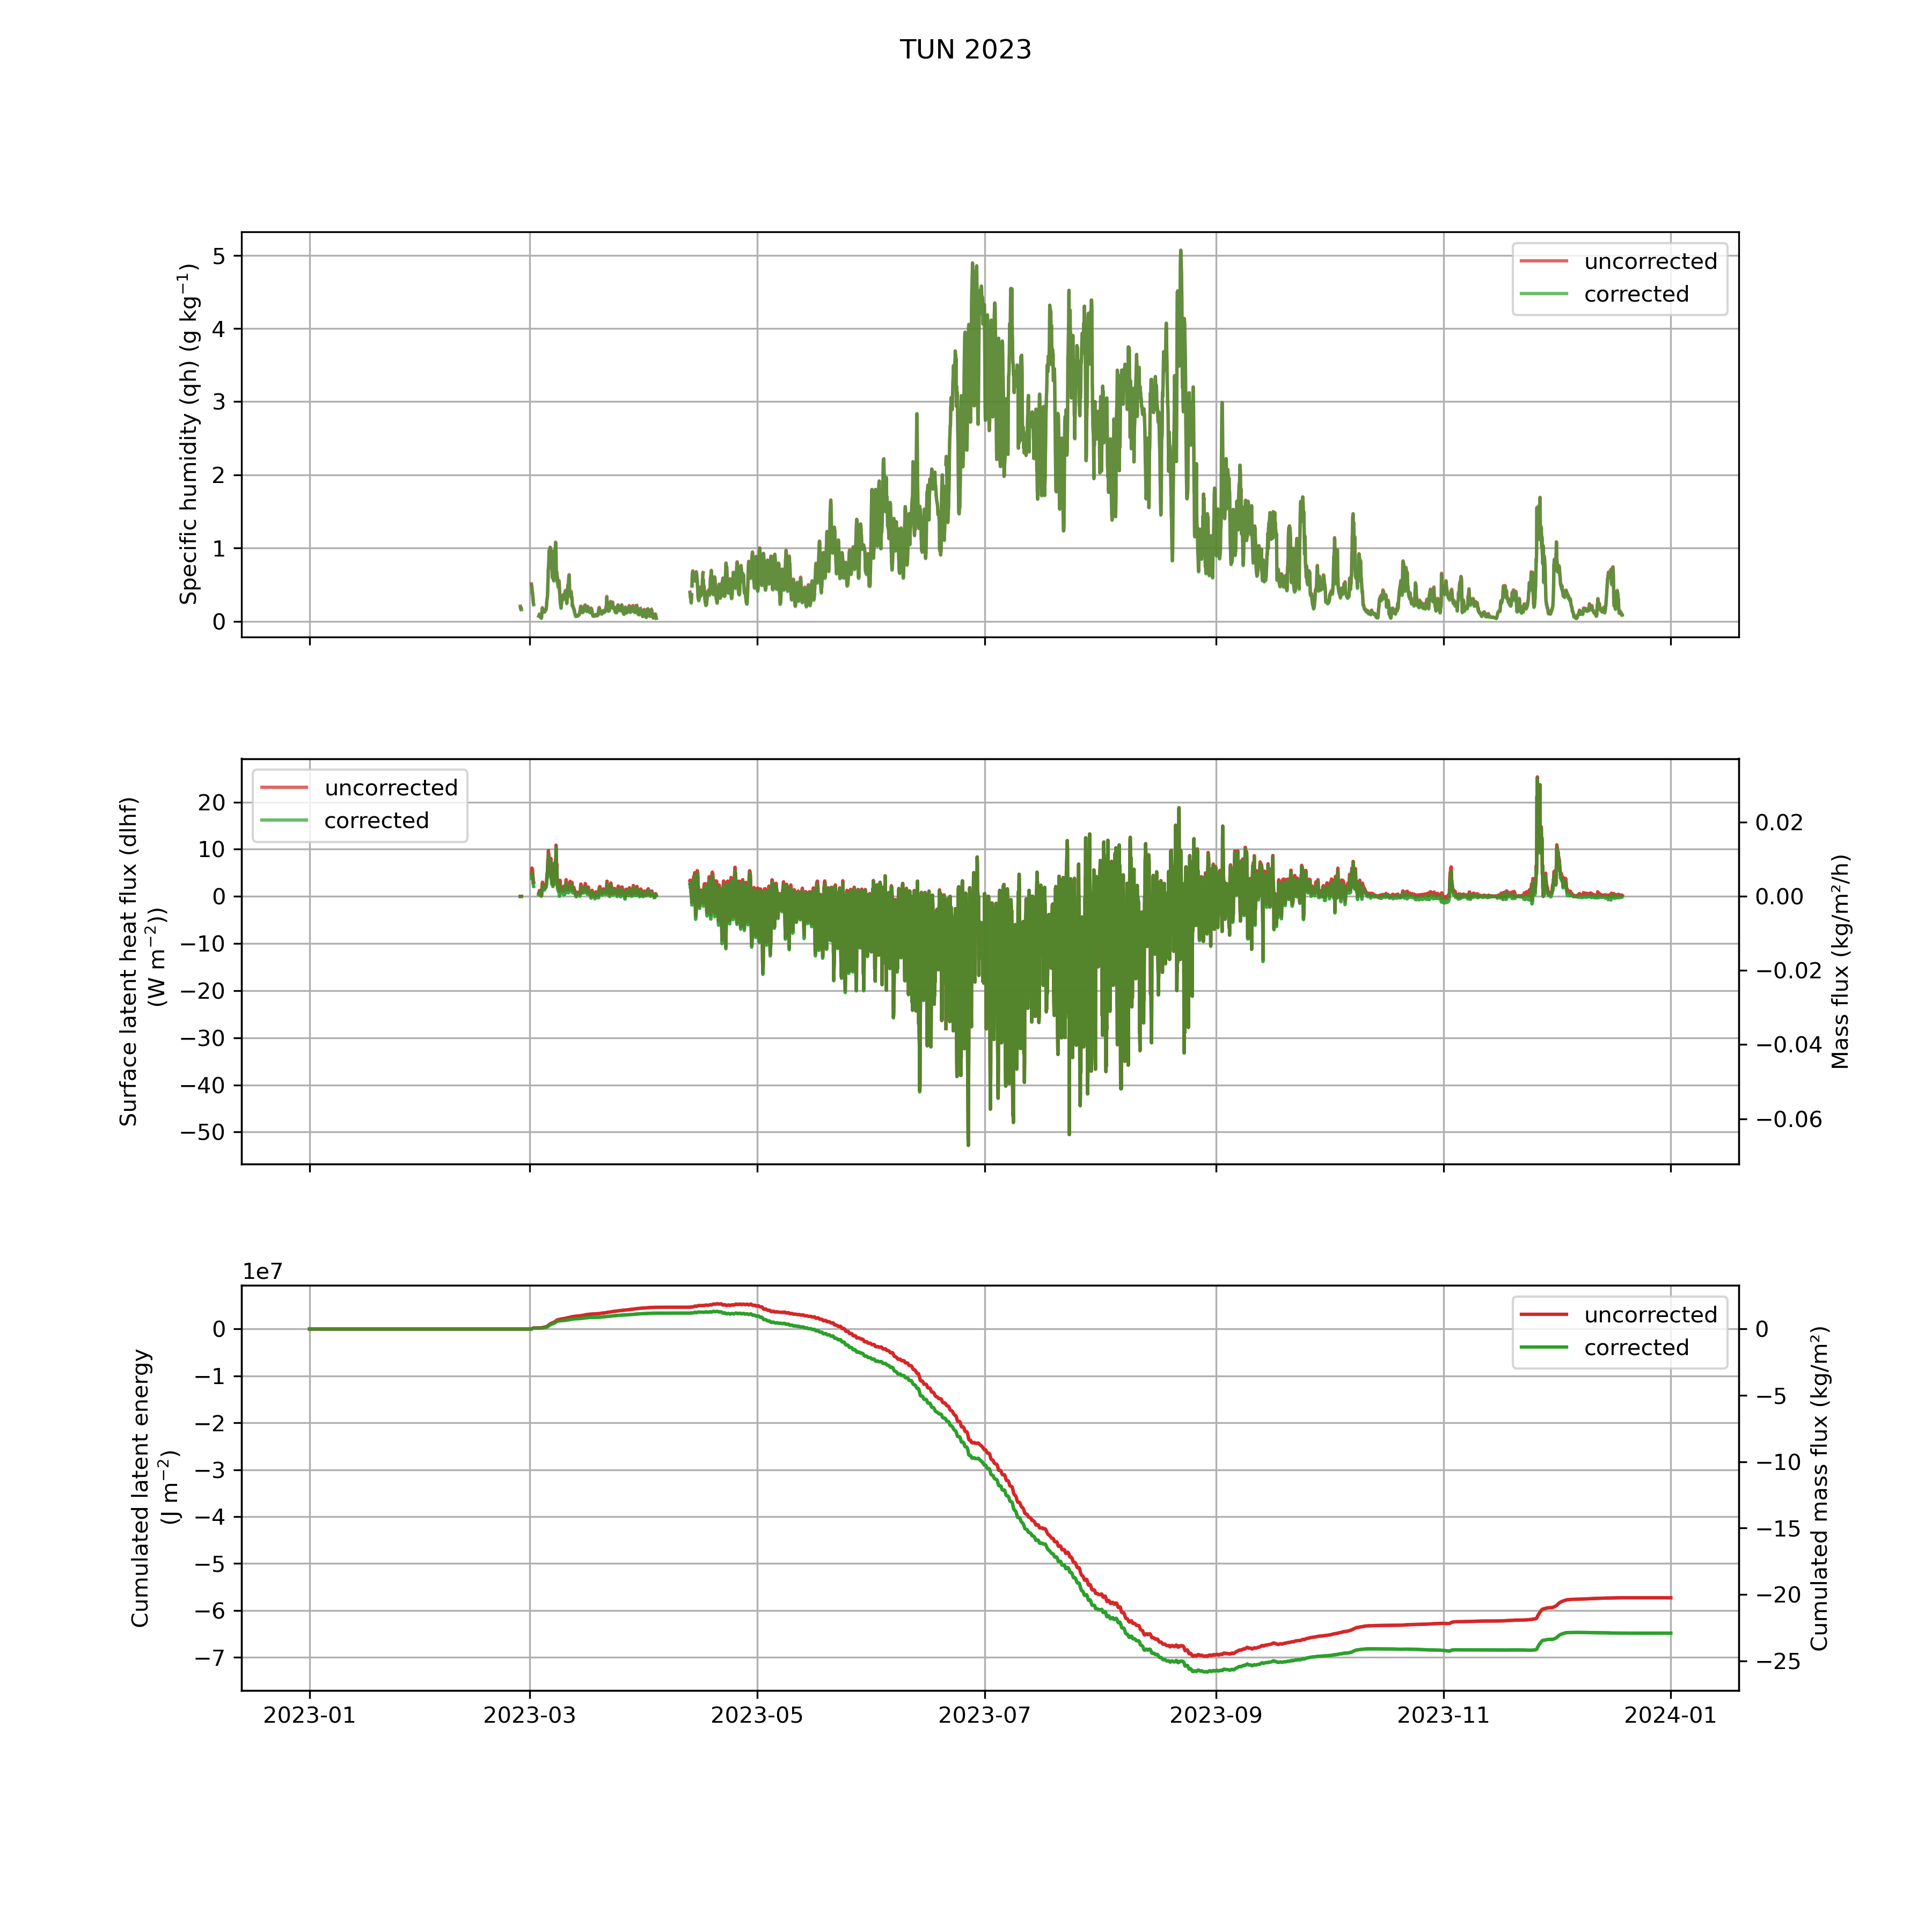 TUN 2023
Specific humidity (qh) (g kg⁻¹)
5
4
3
2
1
0
uncorrected
corrected
Surface latent heat flux (dlhf)
(W m⁻²))
20
10
0
−10
−20
−30
−40
−50
uncorrected
corrected
0.02
0.00
−0.02
−0.04
−0.06
Mass flux (kg/m²/h)
1e7
Cumulated latent energy
(J m⁻²)
0
−1
−2
−3
−4
−5
−6
−7
uncorrected
corrected
0
−5
−10
−15
−20
−25
Cumulated mass flux (kg/m²)
2023-01
2023-03
2023-05
2023-07
2023-09
2023-11
2024-01